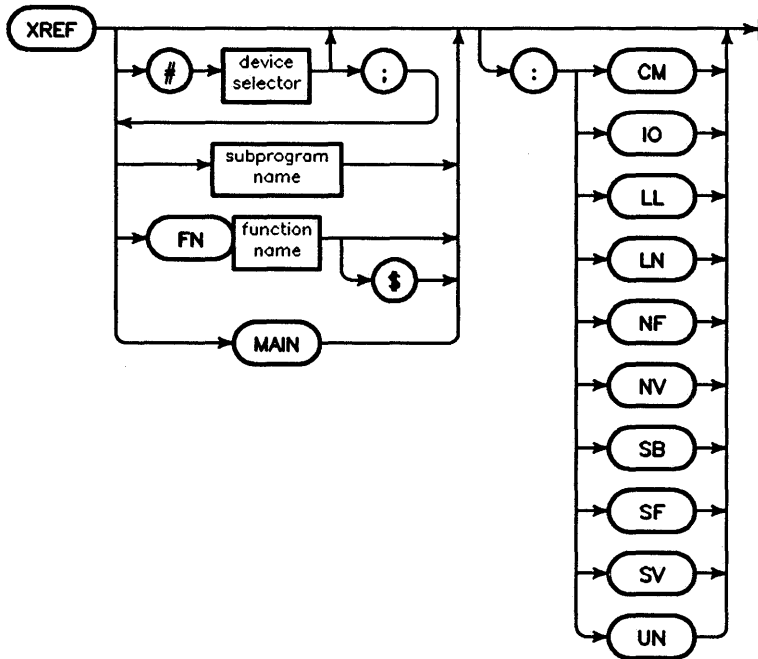 XREF
#
device
selector
;
subprogram
name
FN
function
name
$
MAIN
:
CM
IO
LL
LN
NF
NV
SB
SF
SV
UN